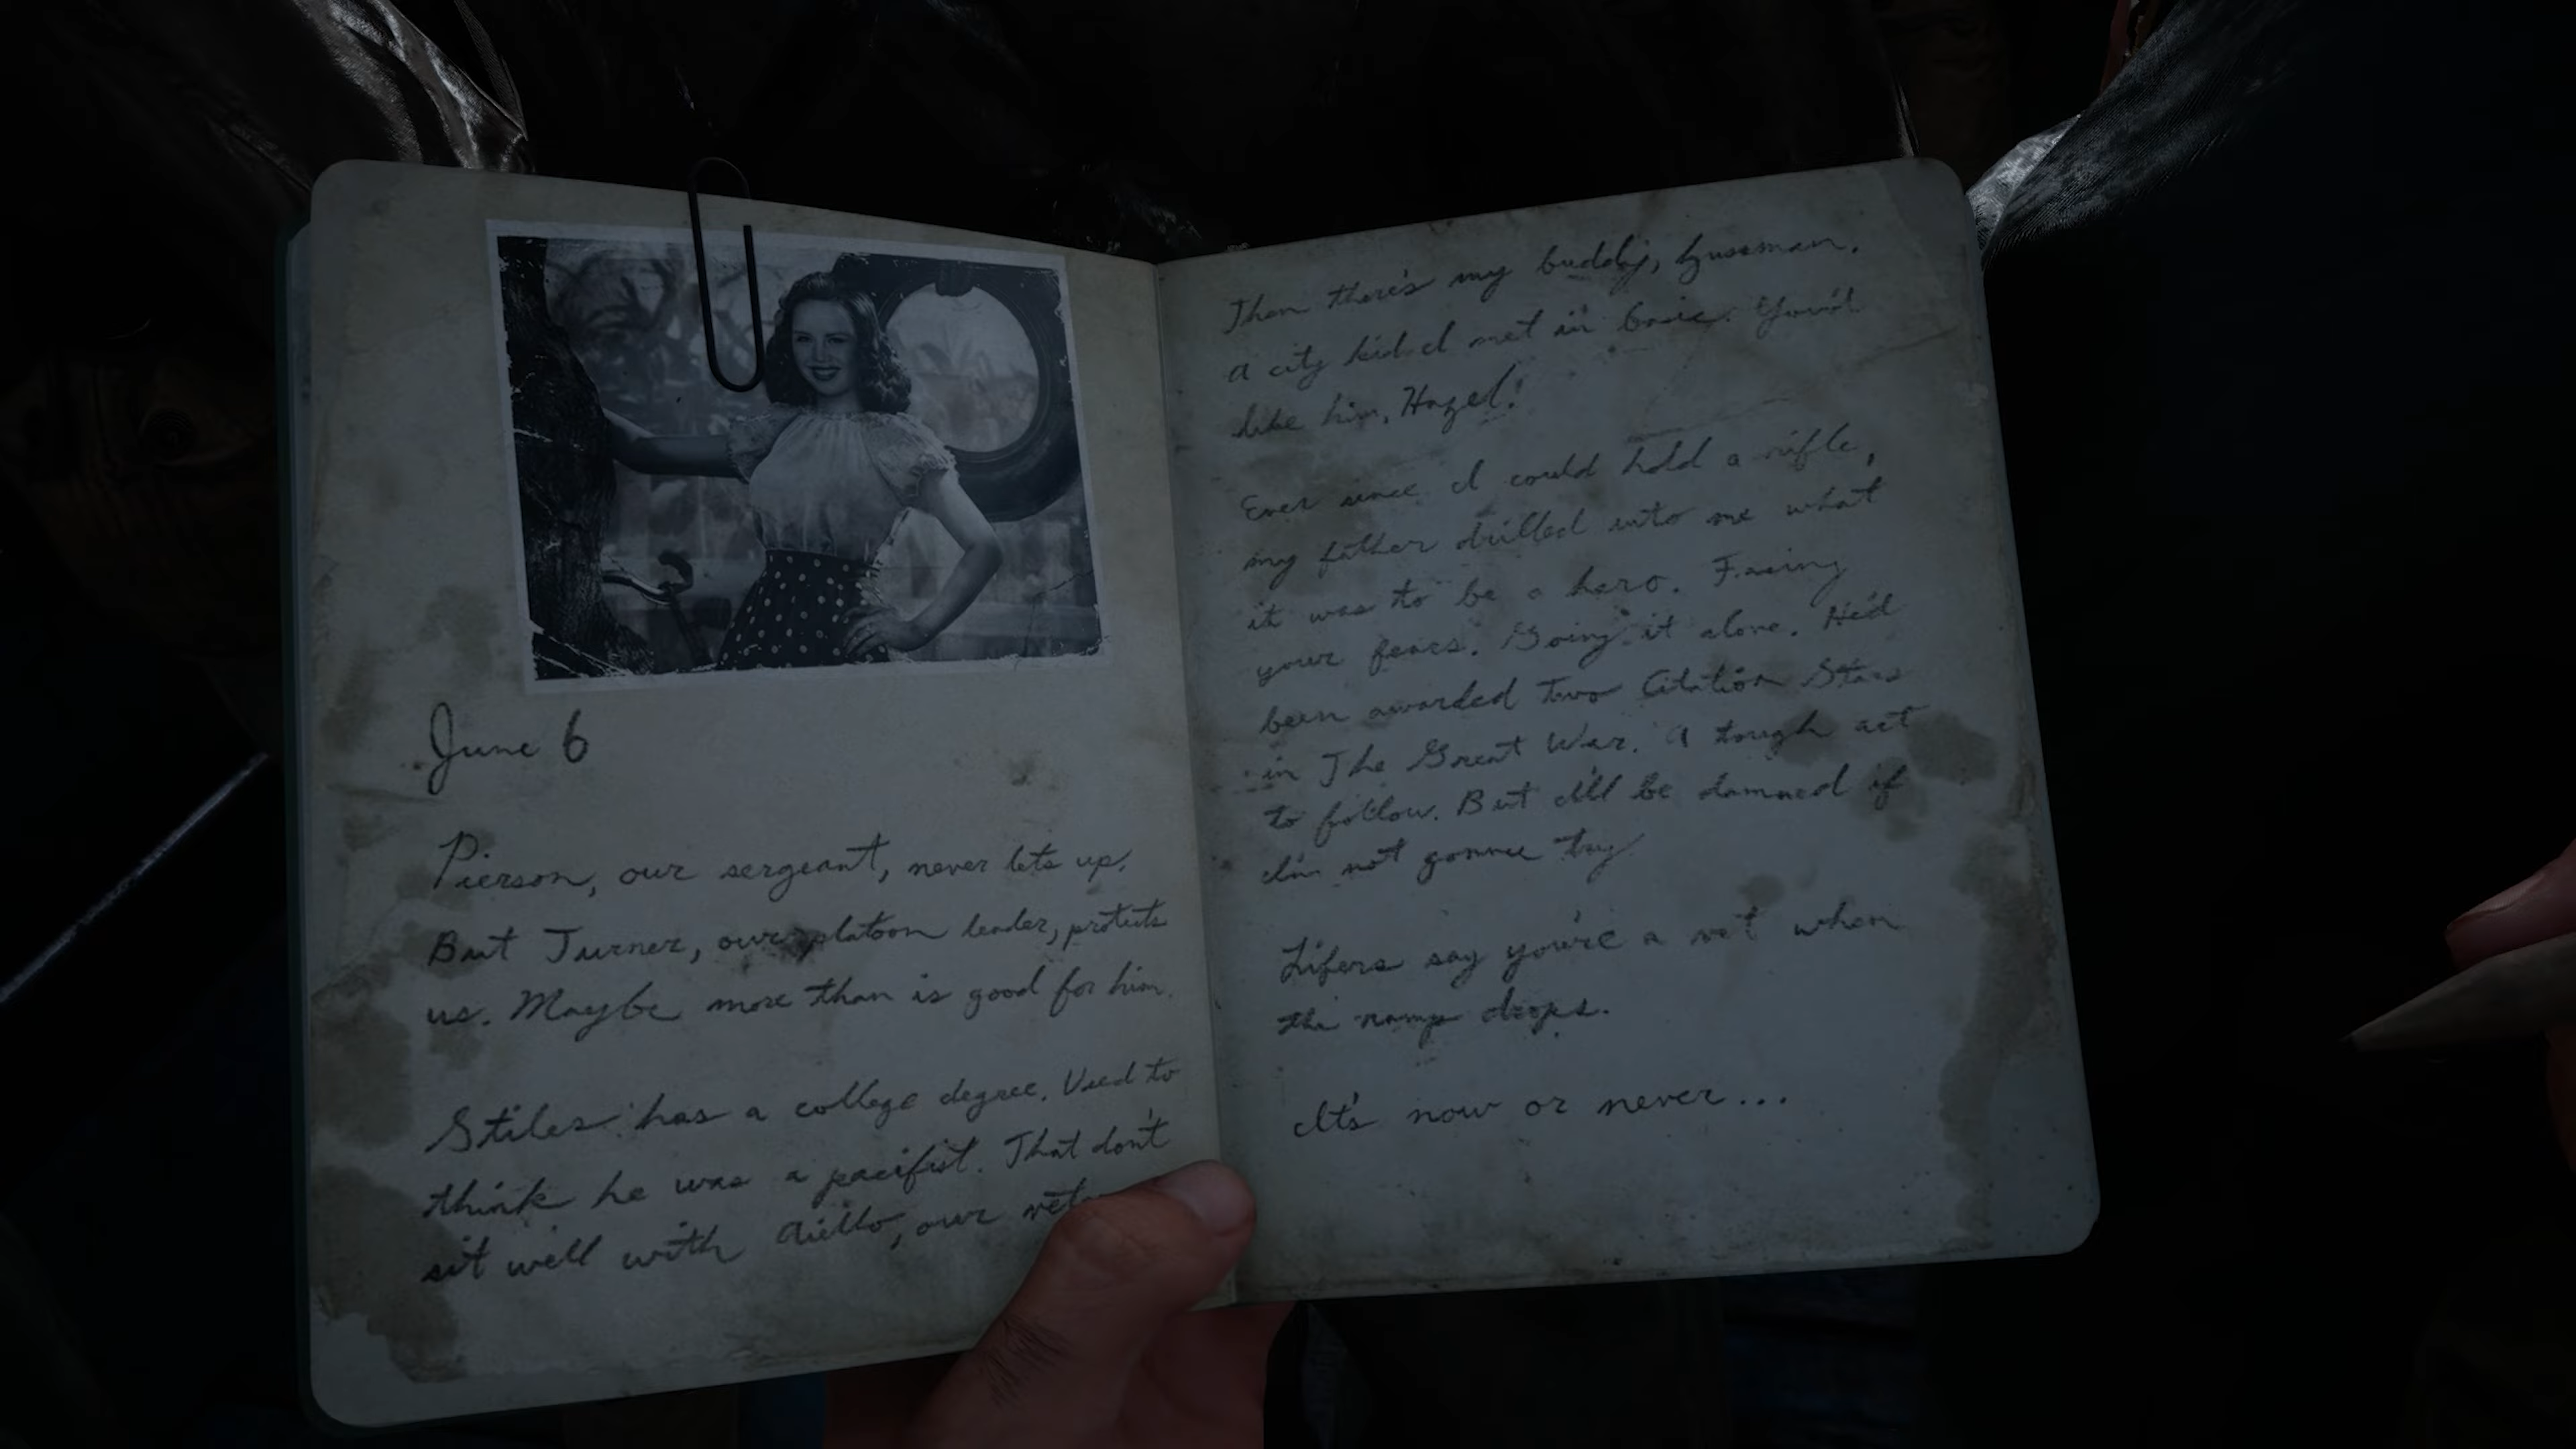 June 6
Pierson, our sergeant, never lets up.
But Turner, our platoon leader, protects
us. Maybe more than is good for him.
Stiles has a college degree. Used to
think he was a pacifist. That don't
sit well with Aiello, our
Then there's my buddy, Zussman,
a city kid I met in basic. You'd
like him, Hazel!
Ever since I could hold a rifle,
my father drilled into me what
it was to be a hero. Facing
your fears. Going it alone. He'd
been awarded two Citation Stars
in The Great War. A tough act
to follow. But I'll be damned if
I'm not gonna try
Lifers say you're a vet when
the ramp drops.
It's now or never...